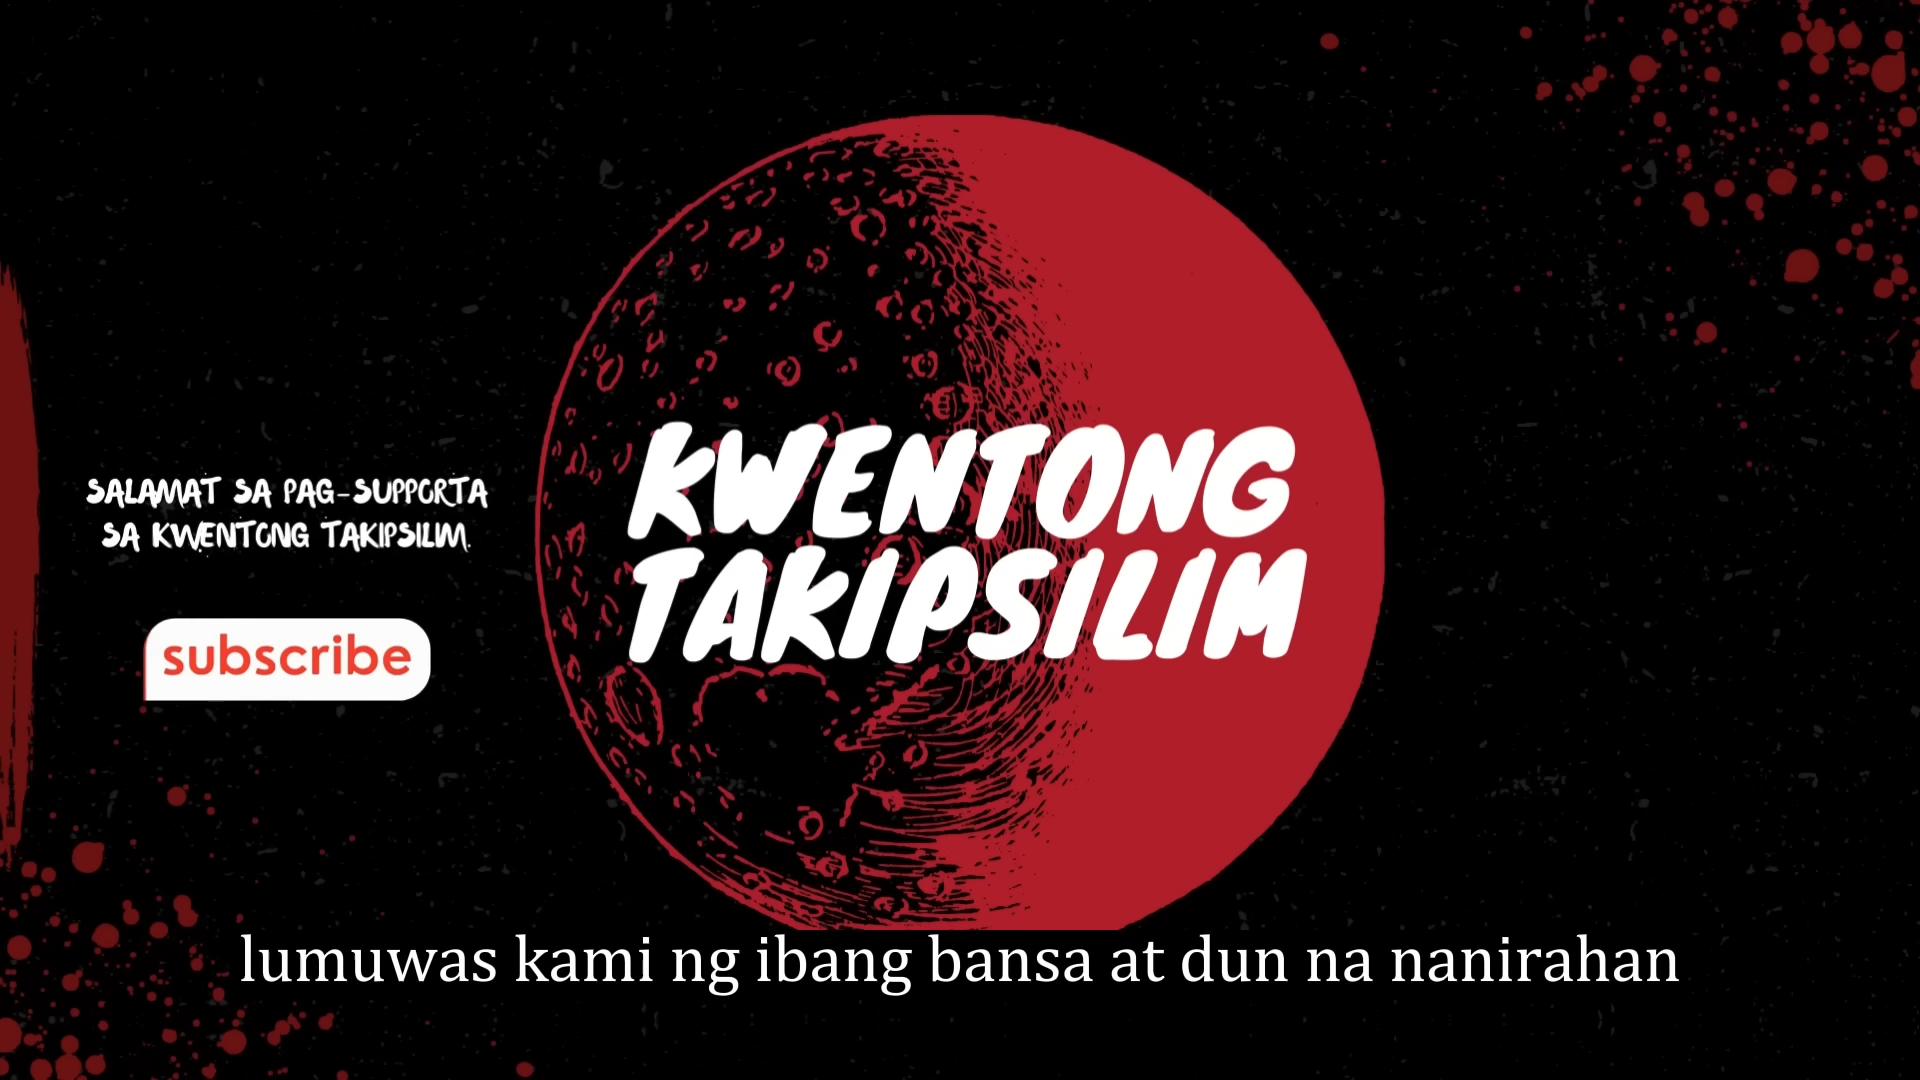 SALAMAT SA PAG-SUPPORTA
SA KWENTONG TAKIPSILIM.
subscribe
KWENTONG
TAKIPSILIM
lumuwas kami ng ibang bansa at dun na nanirahan